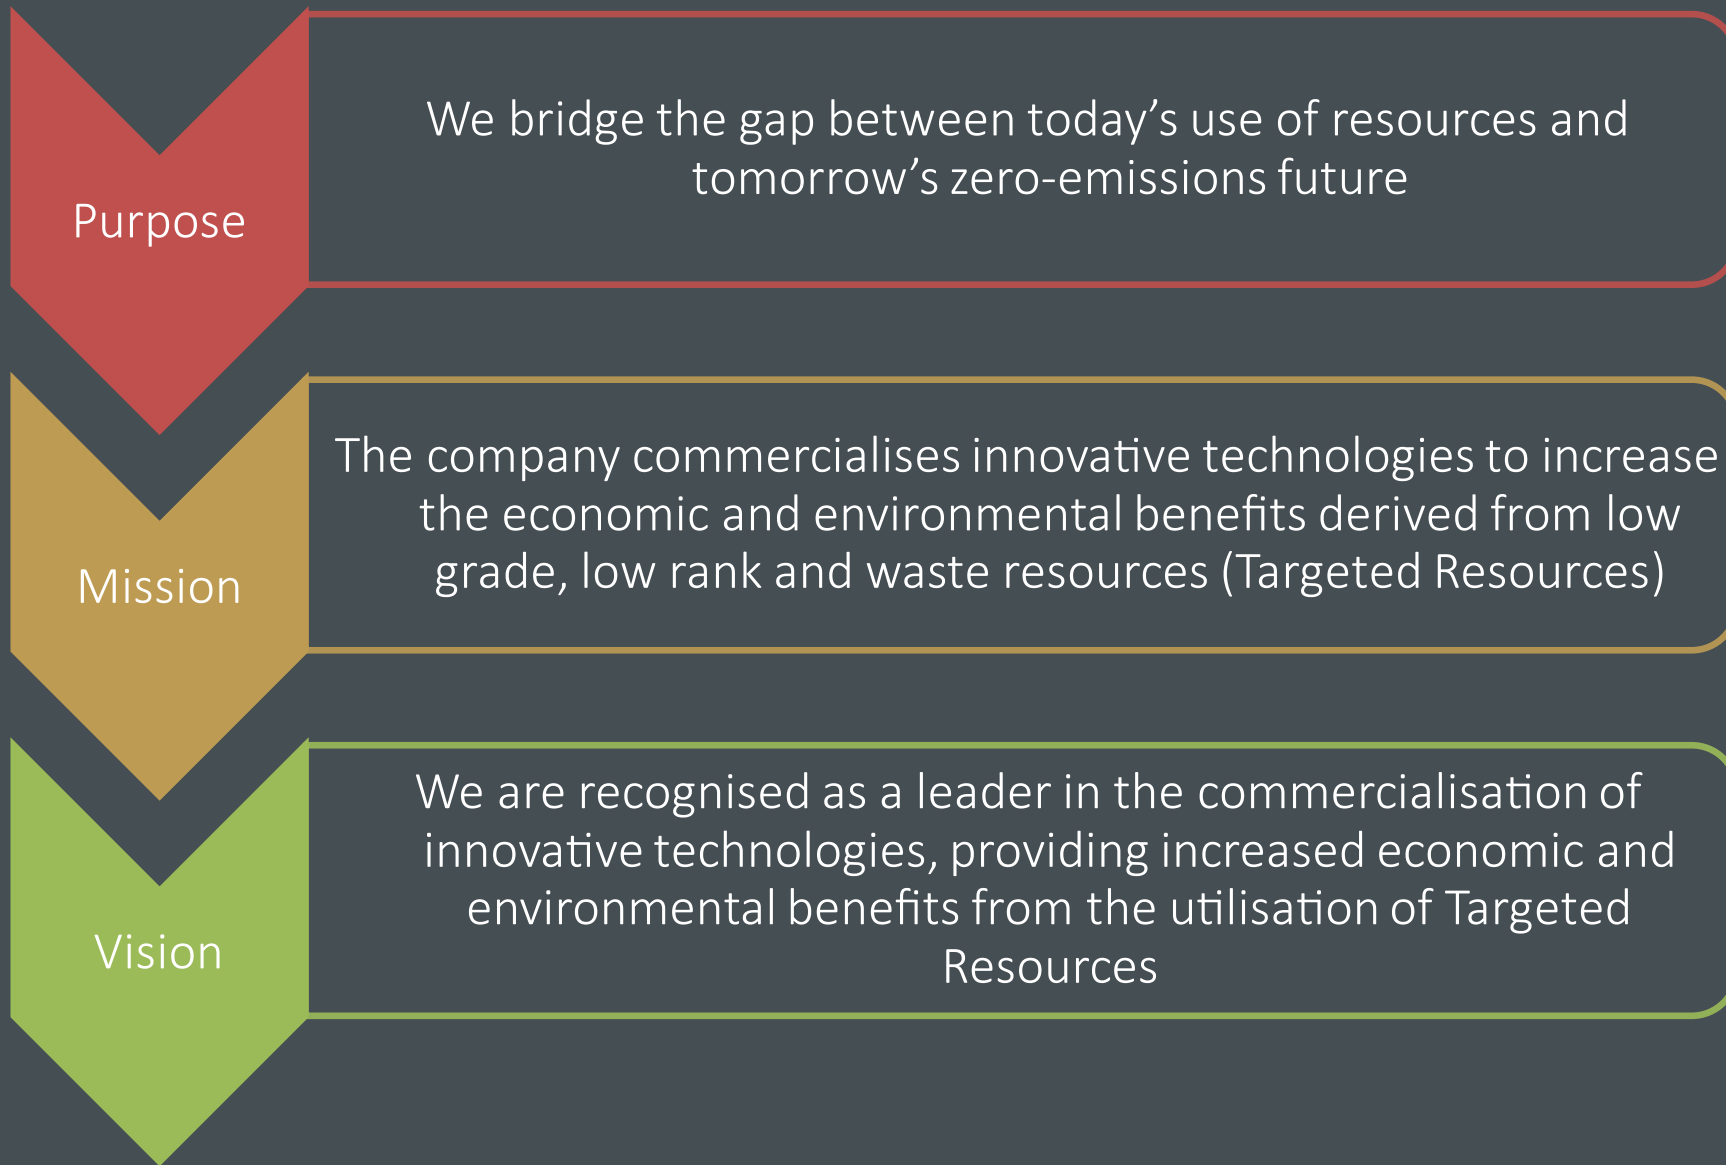 Purpose
We bridge the gap between today’s use of resources and
tomorrow’s zero-emissions future
Mission
The company commercialises innovative technologies to increase
the economic and environmental benefits derived from low
grade, low rank and waste resources (Targeted Resources)
Vision
We are recognised as a leader in the commercialisation of
innovative technologies, providing increased economic and
environmental benefits from the utilisation of Targeted
Resources